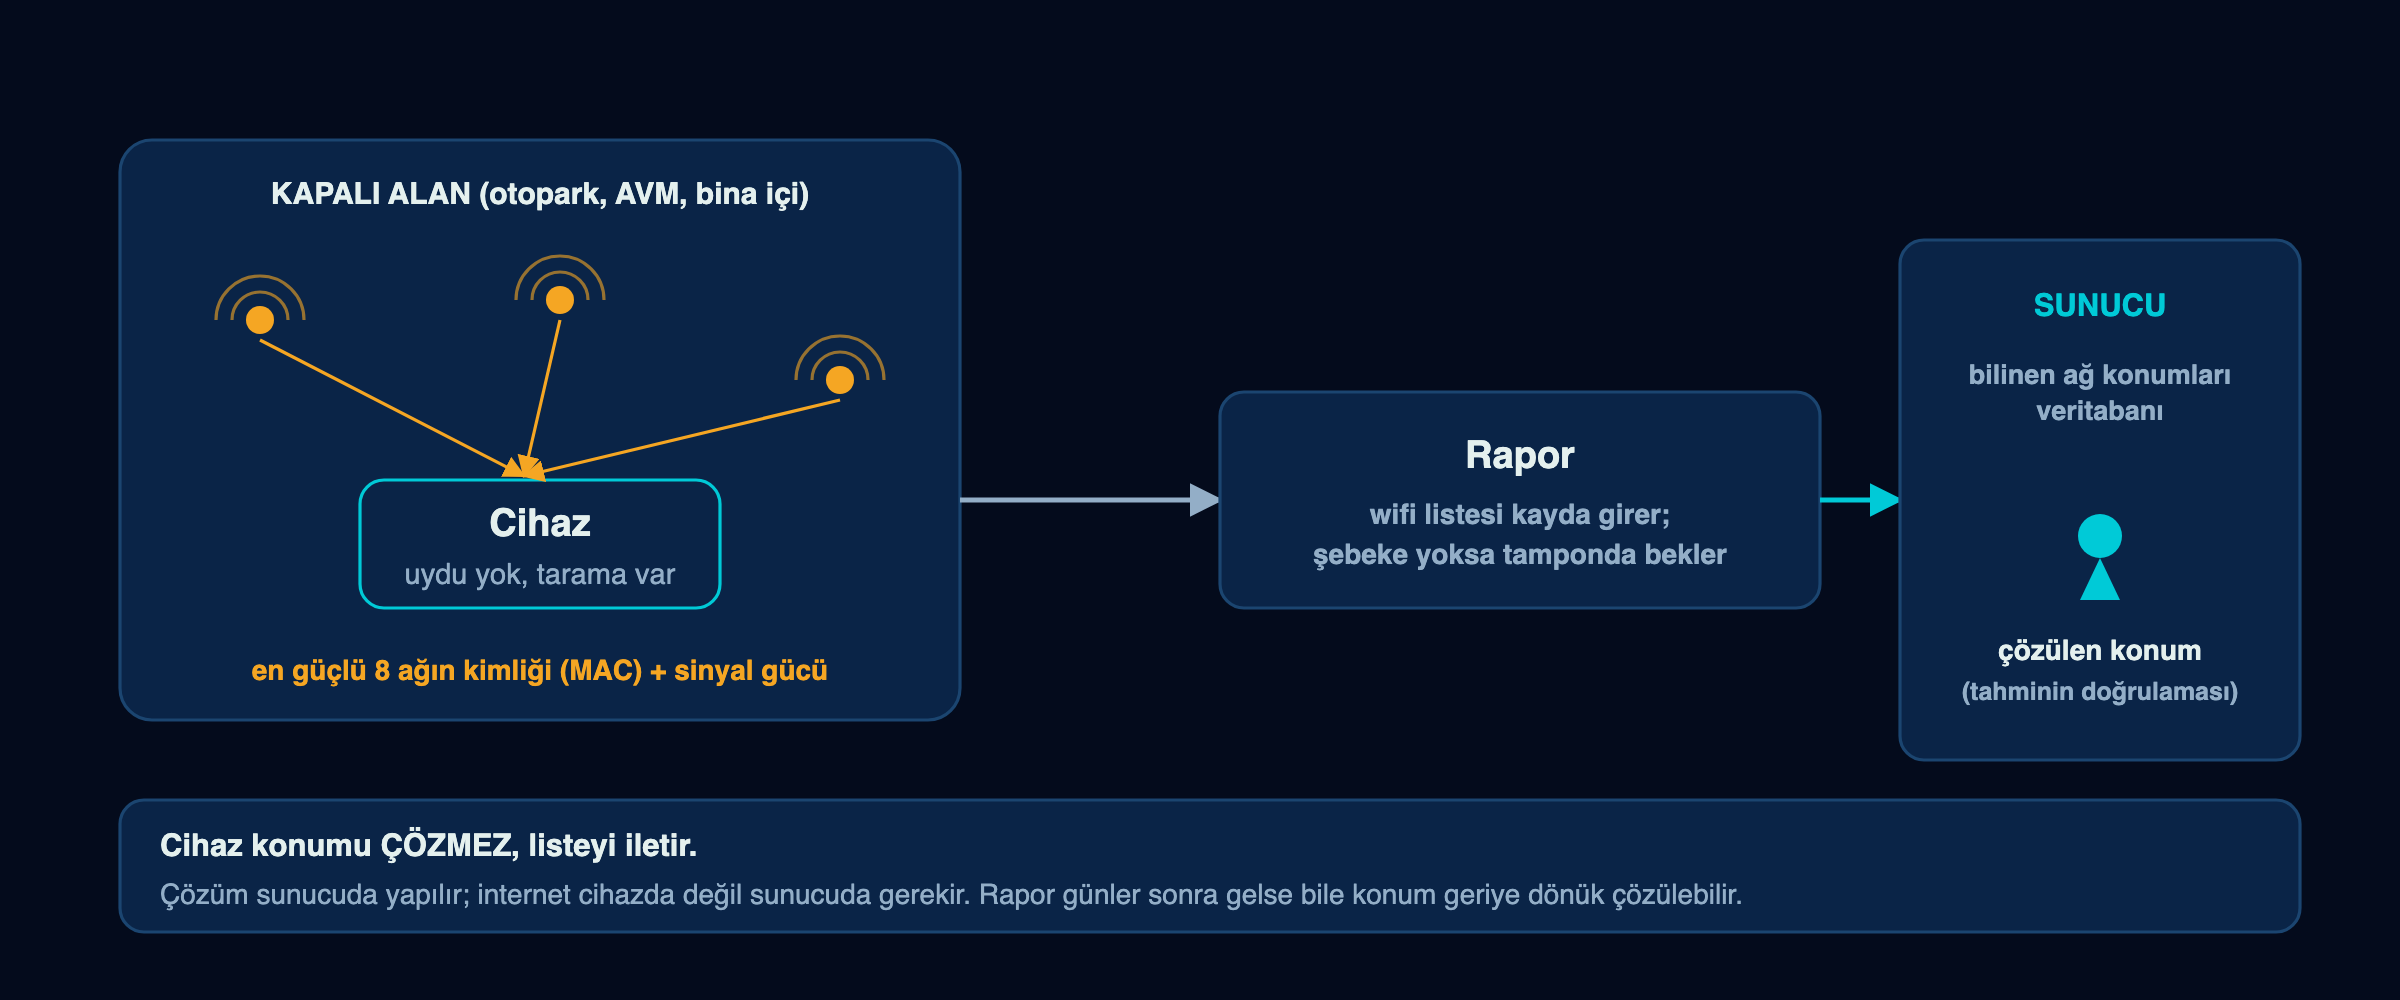 KAPALI ALAN (otopark, AVM, bina içi)
Cihaz
uydu yok, tarama var
en güçlü 8 ağın kimliği (MAC) + sinyal gücü
Rapor
wifi listesi kayda girer;
şebeke yoksa tamponda bekler
SUNUCU
bilinen ağ konumları
veritabanı
çözülen konum
(tahminin doğrulaması)
Cihaz konumu ÇÖZMEZ, listeyi iletir.
Çözüm sunucuda yapılır; internet cihazda değil sunucuda gerekir. Rapor günler sonra gelse bile konum geriye dönük çözülebilir.